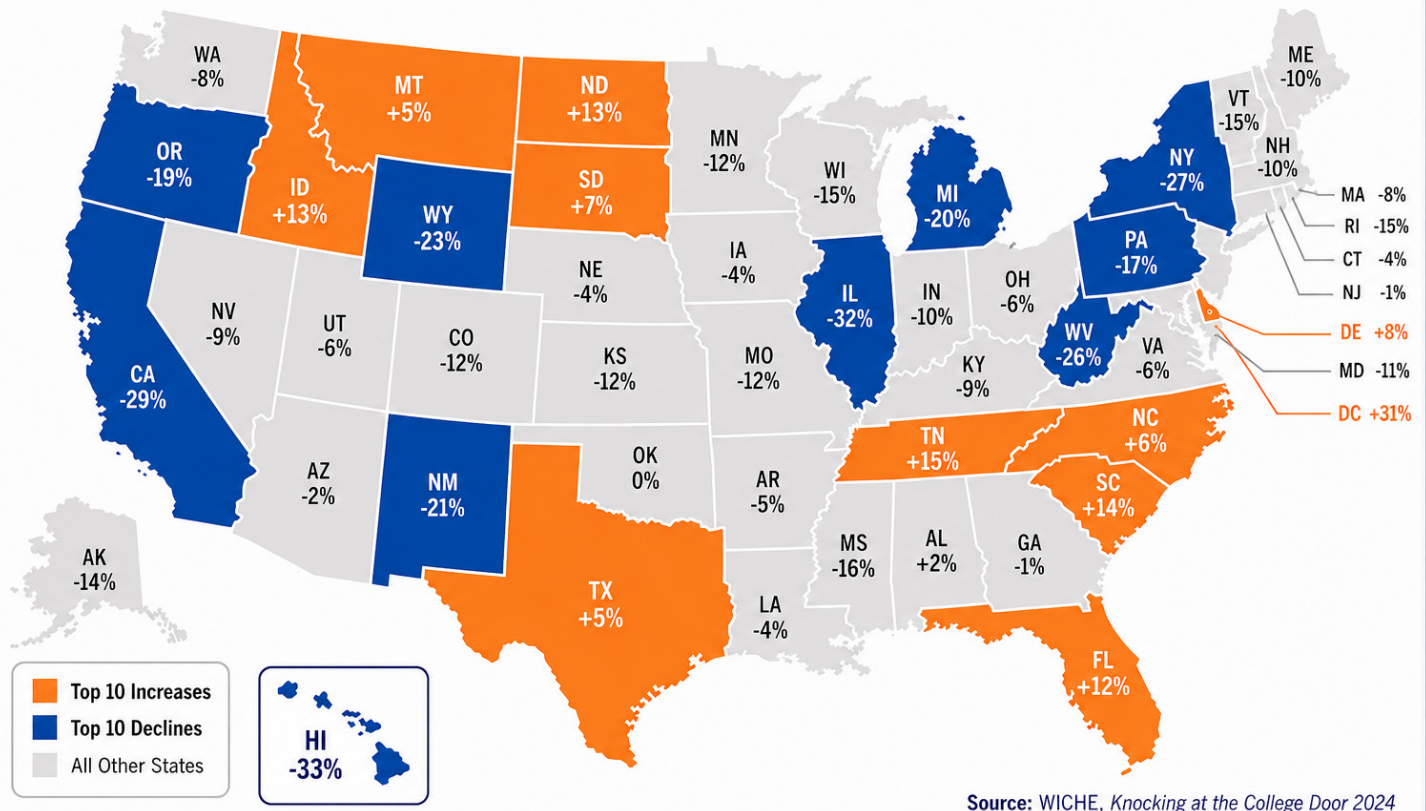 WA
-8%
MT
+5%
ND
+13%
ME
-10%
VT
-15%
MN
-12%
OR
-19%
ID
+13%
SD
+7%
WI
-15%
MI
-20%
NY
-27%
NH
-10%
MA -8%
WY
-23%
RI -15%
PA
-17%
CT -4%
IA
-4%
NE
-4%
OH
-6%
NJ -1%
IL
-32%
IN
-10%
NV
-9%
UT
-6%
CO
-12%
DE +8%
WV
-26%
VA
-6%
KS
-12%
MO
-12%
KY
-9%
MD -11%
CA
-29%
DC +31%
NC
+6%
TN
+15%
OK
0%
AZ
-2%
NM
-21%
AR
-5%
SC
+14%
MS
-16%
AL
+2%
GA
-1%
AK
-14%
TX
+5%
LA
-4%
FL
+12%
Top 10 Increases
Top 10 Declines
All Other States
HI
-33%
Source: WICHE, Knocking at the College Door 2024